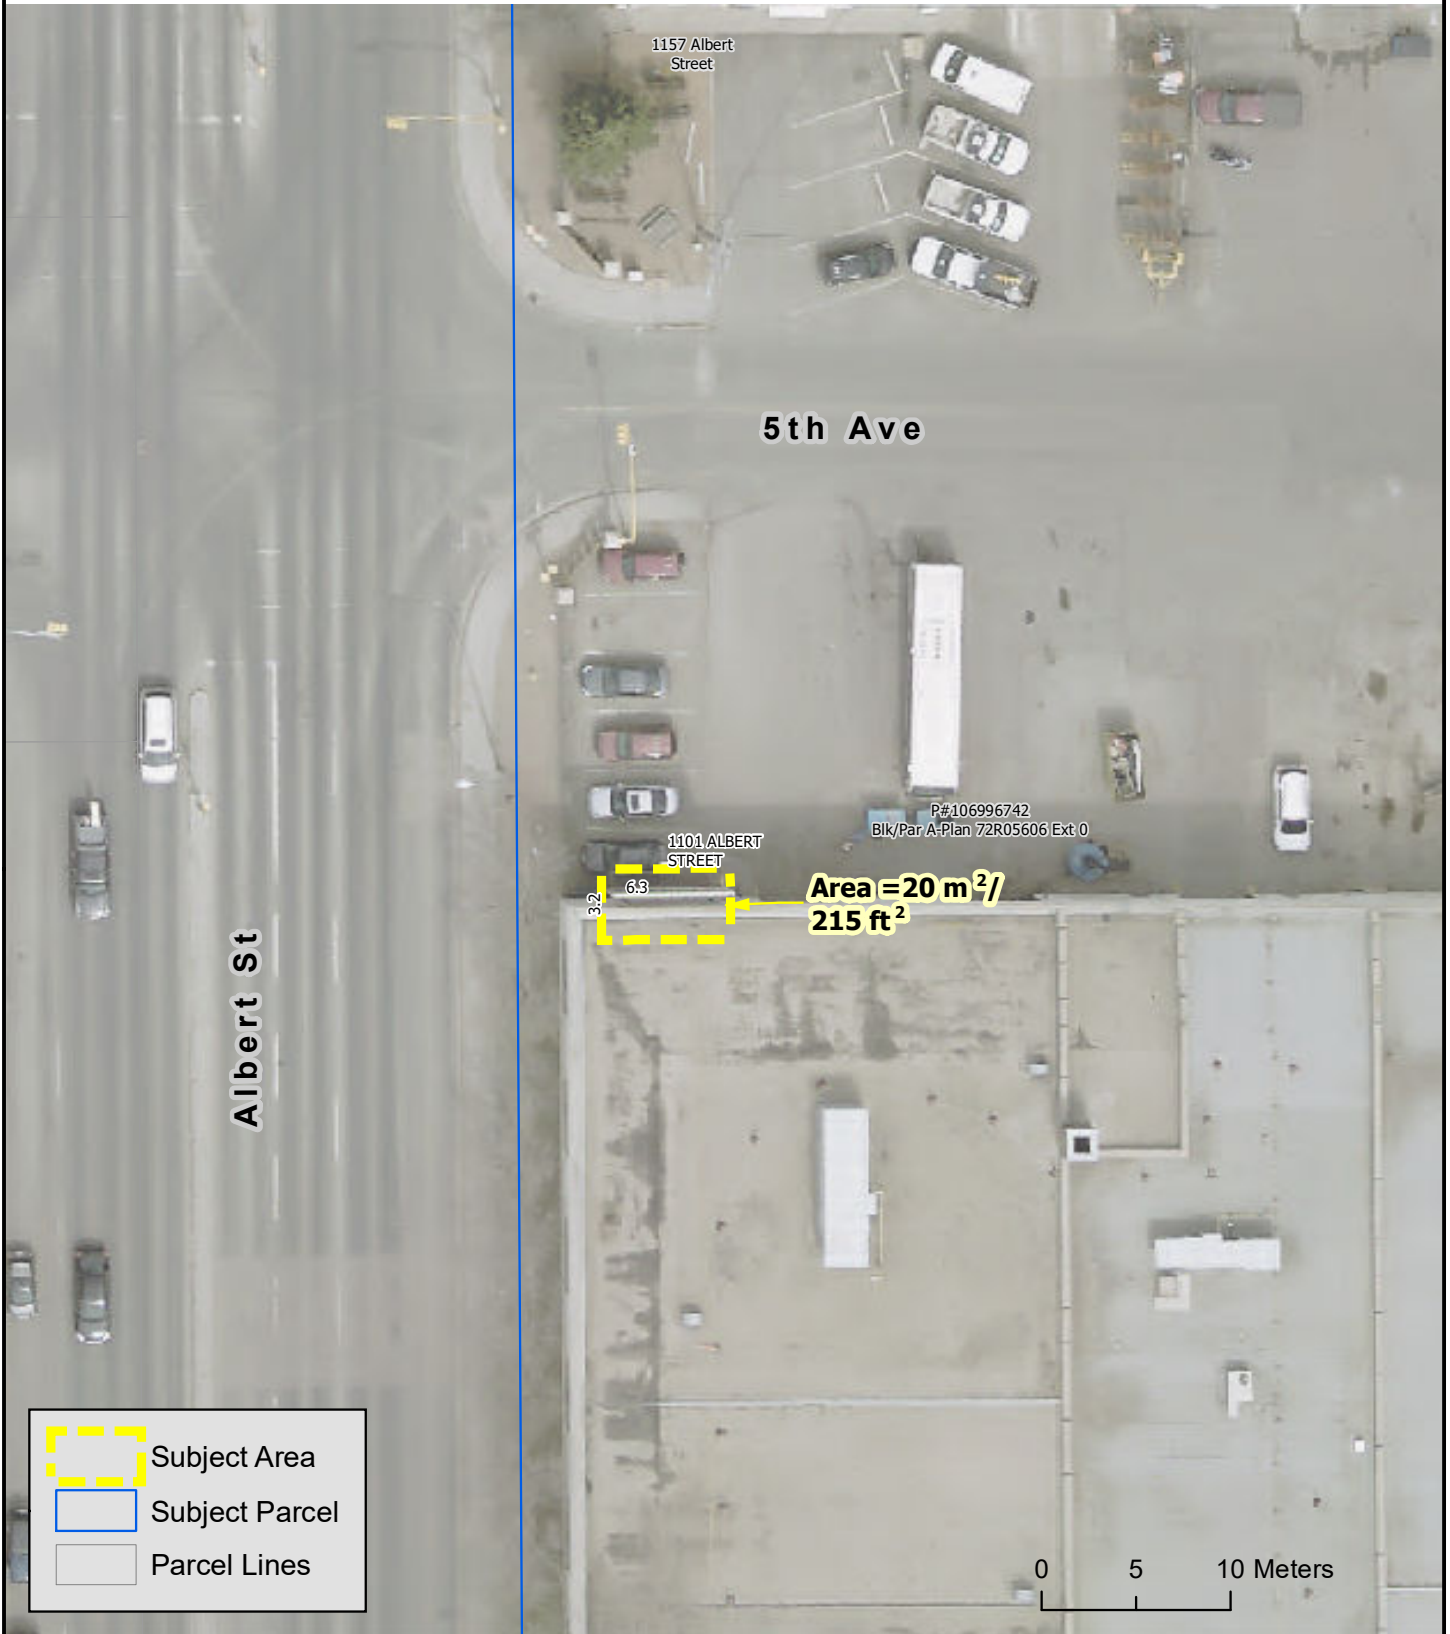 1157 Albert
Street
5th Ave
P#106996742
Blk/Par A-Plan 72R05606 Ext 0
1101 ALBERT
STREET
6.3
3.2
Area =20 m²/
215 ft²
Albert St
Subject Area
Subject Parcel
Parcel Lines
0 5 10 Meters